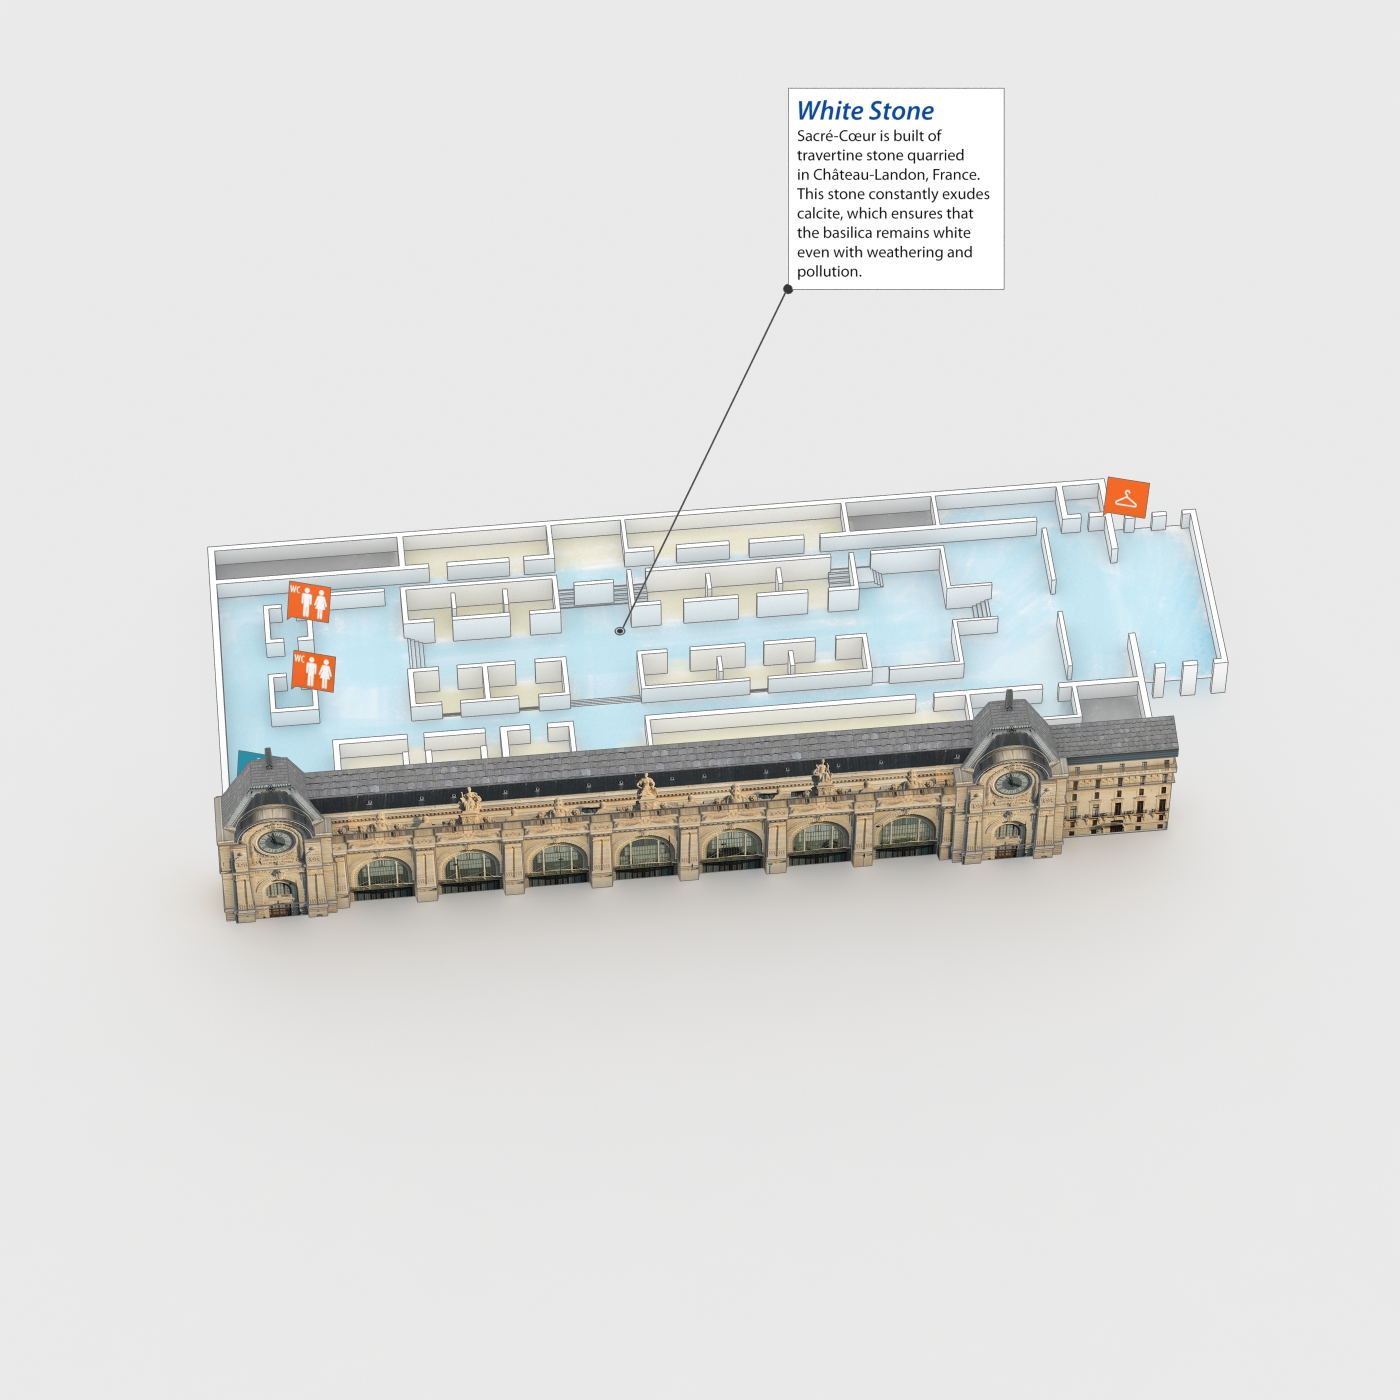 White Stone
Sacré-Cœur is built of
travertine stone quarried
in Château-Landon, France.
This stone constantly exudes
calcite, which ensures that
the basilica remains white
even with weathering and
pollution.
WC
WC